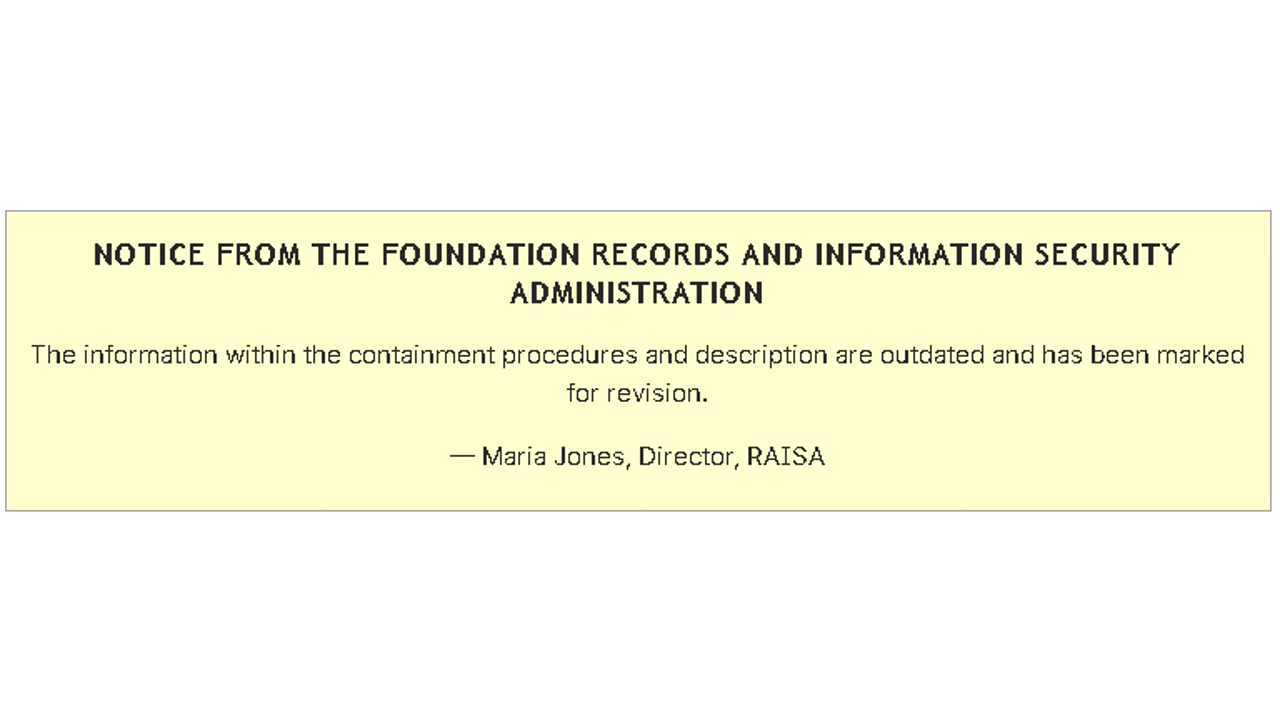 NOTICE FROM THE FOUNDATION RECORDS AND INFORMATION SECURITY
ADMINISTRATION
The information within the containment procedures and description are outdated and has been marked
for revision.
— Maria Jones, Director, RAISA